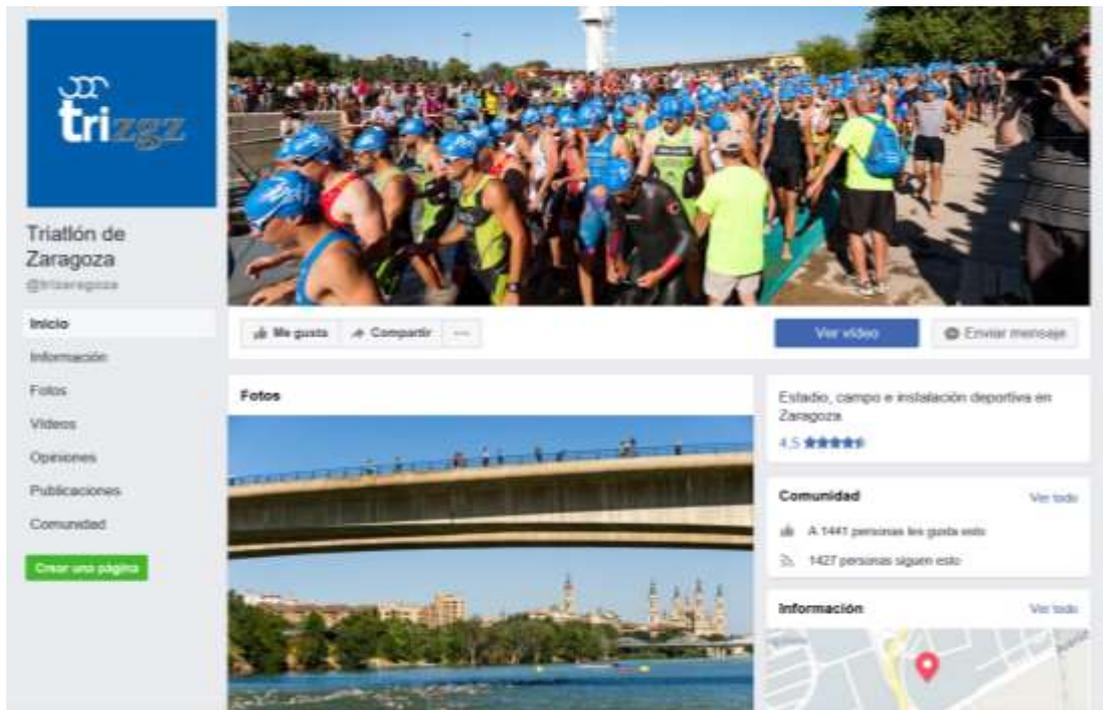 trizgz
Triatlón de
Zaragoza
@trizaragoza
Inicio
Información
Fotos
Vídeos
Opiniones
Publicaciones
Comunidad
Crear una página
Me gusta
Compartir
Ver vídeo
Enviar mensaje
Fotos
Estadio, campo e instalación deportiva en
Zaragoza
4,5
Comunidad
Ver todo
A 1441 personas les gusta esto
1427 personas siguen esto
Información
Ver todo